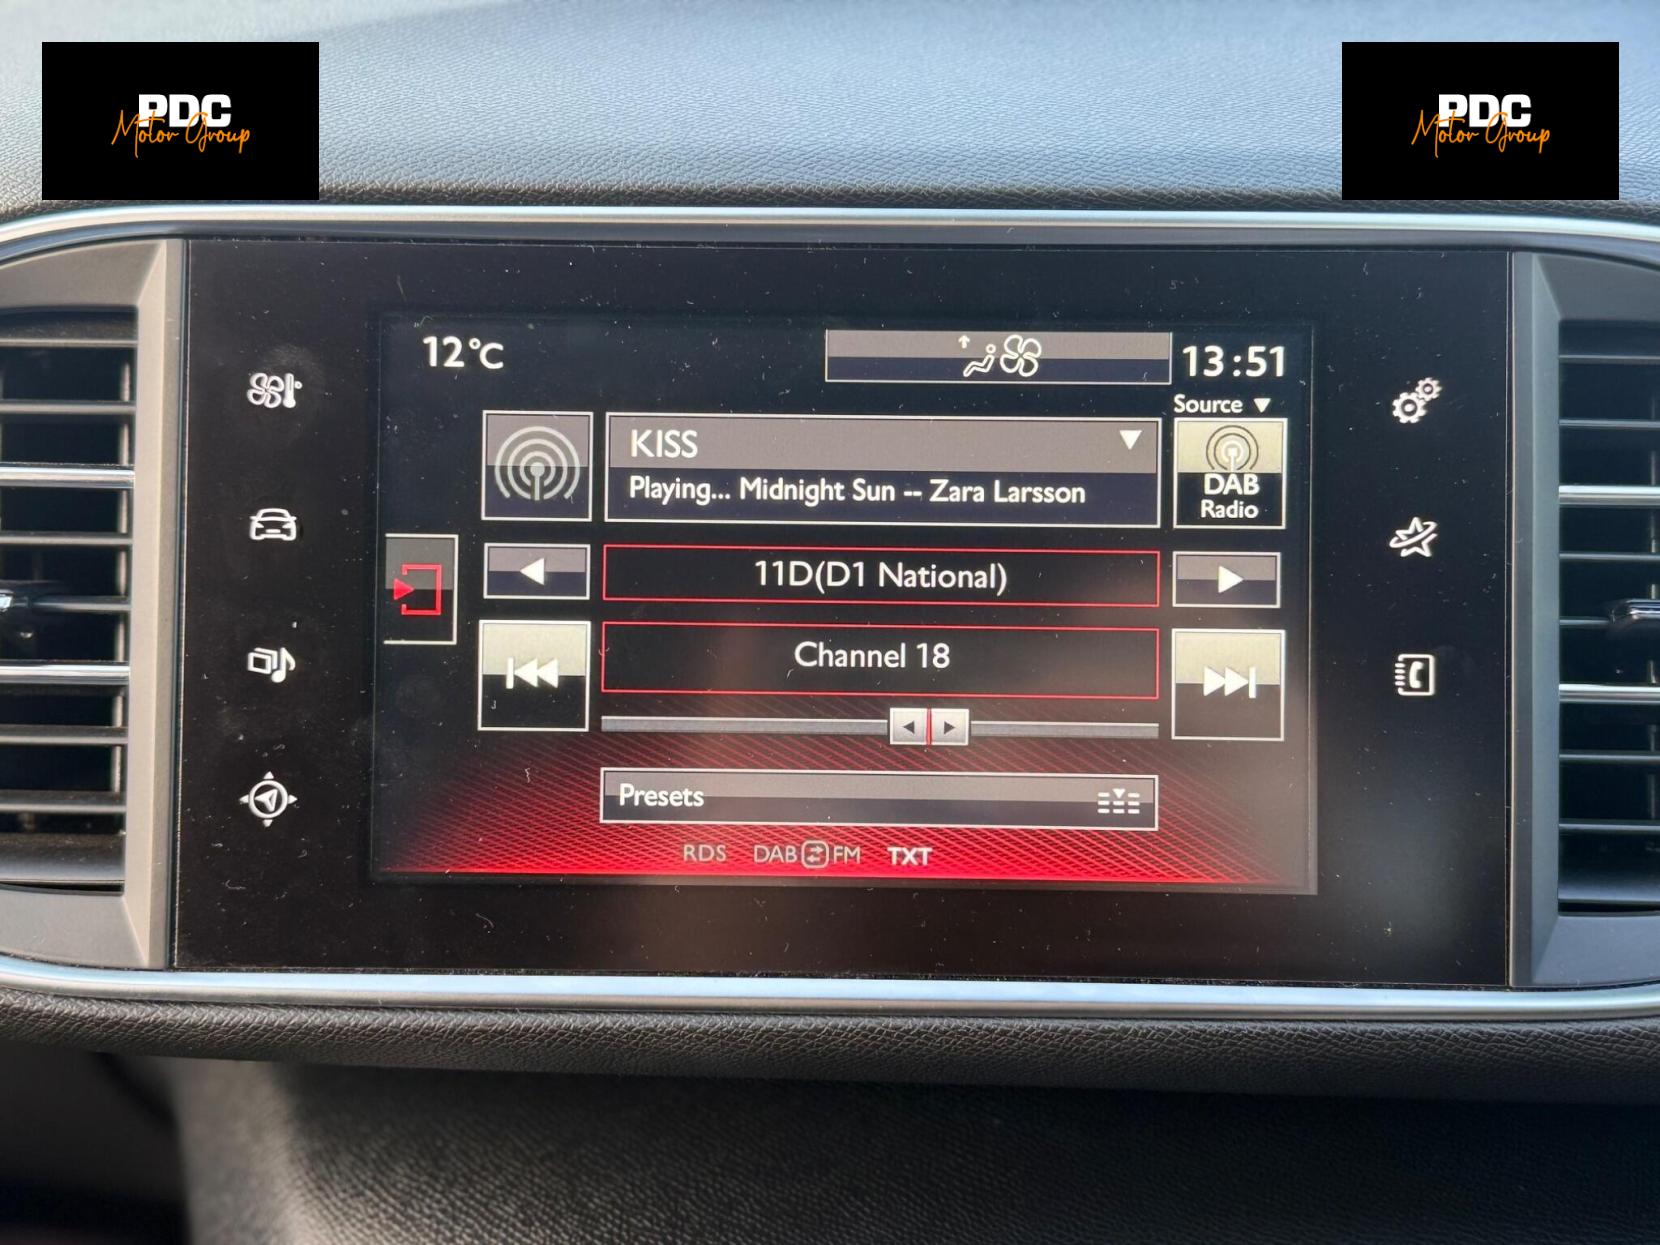 PDC
Motor Group
PDC
Motor Group
12°C
13:51
Source
KISS
Playing... Midnight Sun -- Zara Larsson
DAB
Radio
11D(D1 National)
Channel 18
Presets
RDS DAB FM TXT